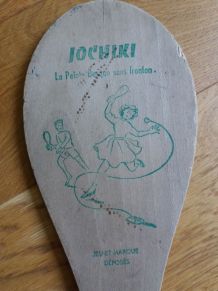 JOCHIKI
La Pelote Basque sans fronton
JEU ET MARQUE
DÉPOSÉS